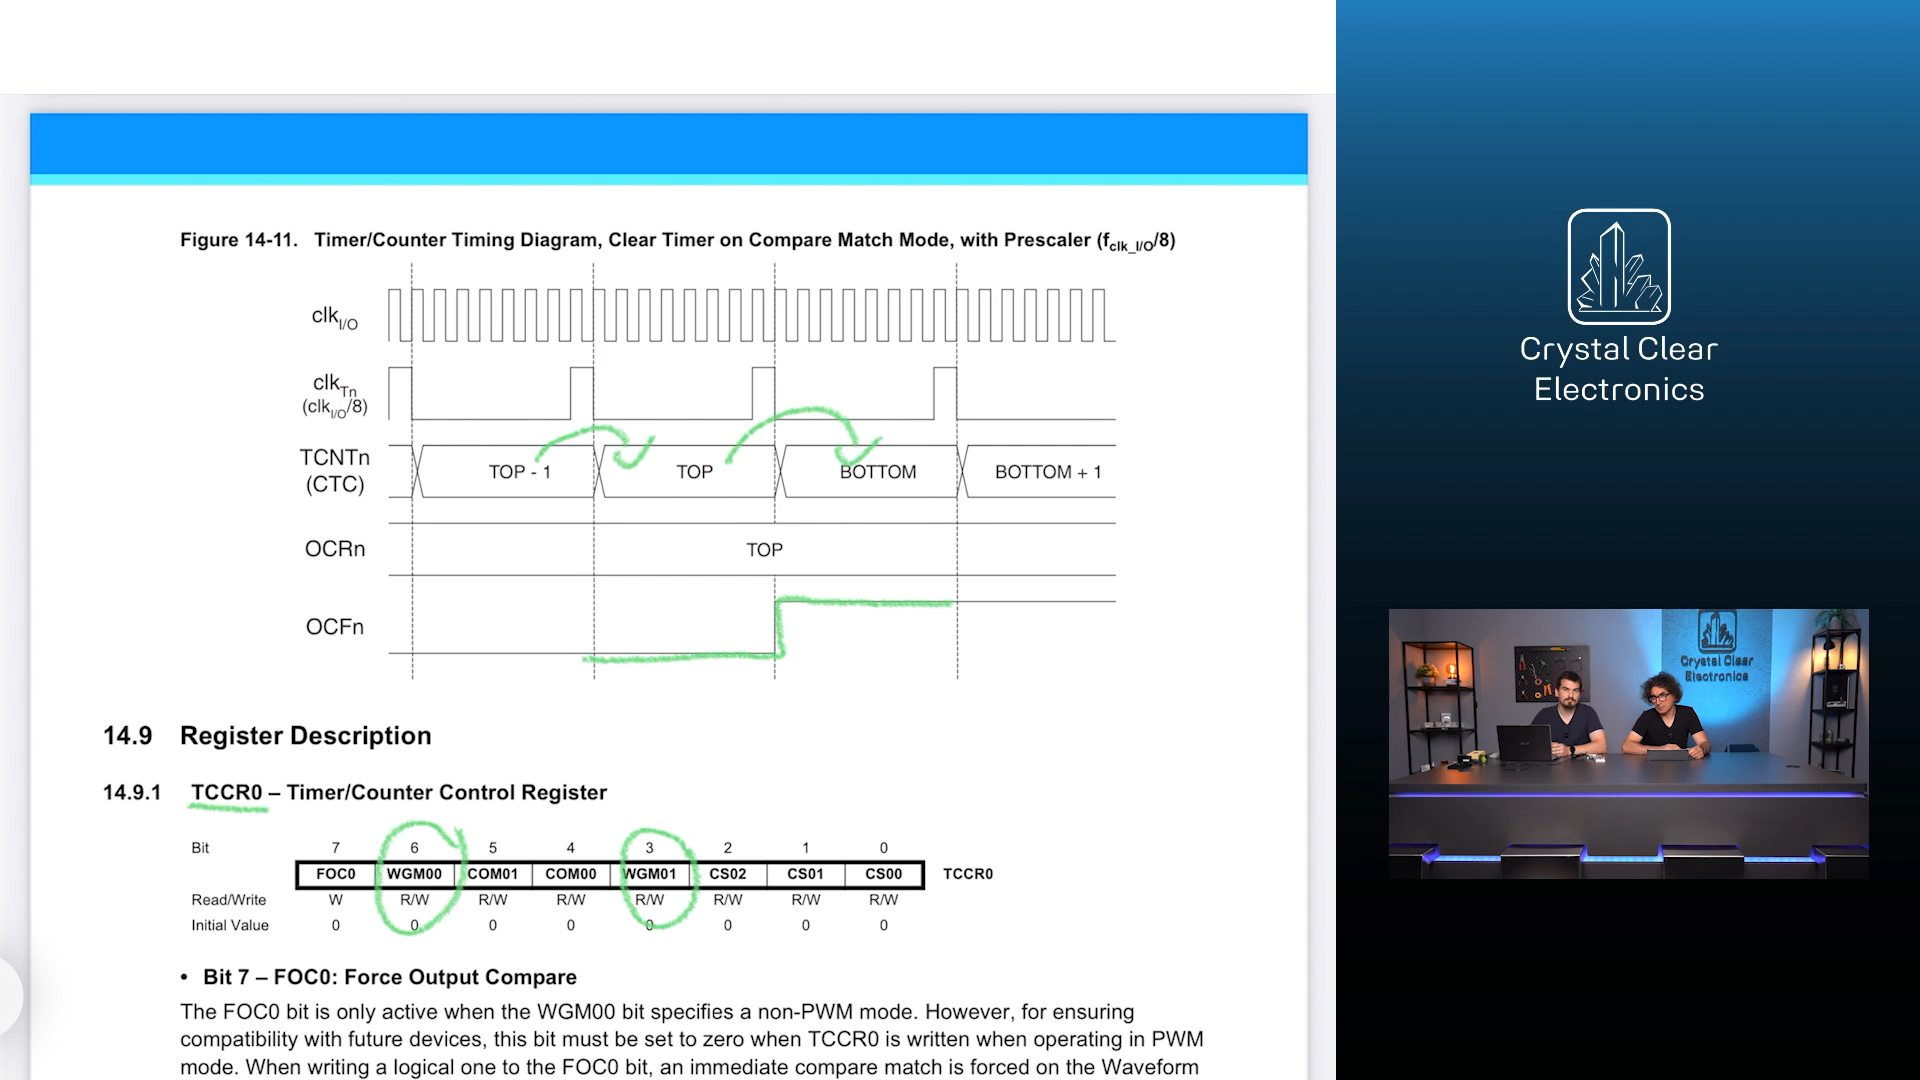 Figure 14-11. Timer/Counter Timing Diagram, Clear Timer on Compare Match Mode, with Prescaler (fclk_I/O/8)
clkI/O
clkTn
(clkI/O/8)
TCNTn
(CTC)
TOP - 1
TOP
BOTTOM
BOTTOM + 1
OCRn
TOP
OCFn
14.9 Register Description
14.9.1 TCCR0 – Timer/Counter Control Register
Bit 7 6 5 4 3 2 1 0
FOC0 WGM00 COM01 COM00 WGM01 CS02 CS01 CS00 TCCR0
Read/Write W R/W R/W R/W R/W R/W R/W R/W
Initial Value 0 0 0 0 0 0 0 0
• Bit 7 – FOC0: Force Output Compare
The FOC0 bit is only active when the WGM00 bit specifies a non-PWM mode. However, for ensuring
compatibility with future devices, this bit must be set to zero when TCCR0 is written when operating in PWM
mode. When writing a logical one to the FOC0 bit, an immediate compare match is forced on the Waveform
Crystal Clear
Electronics
Crystal Clear
Electronics